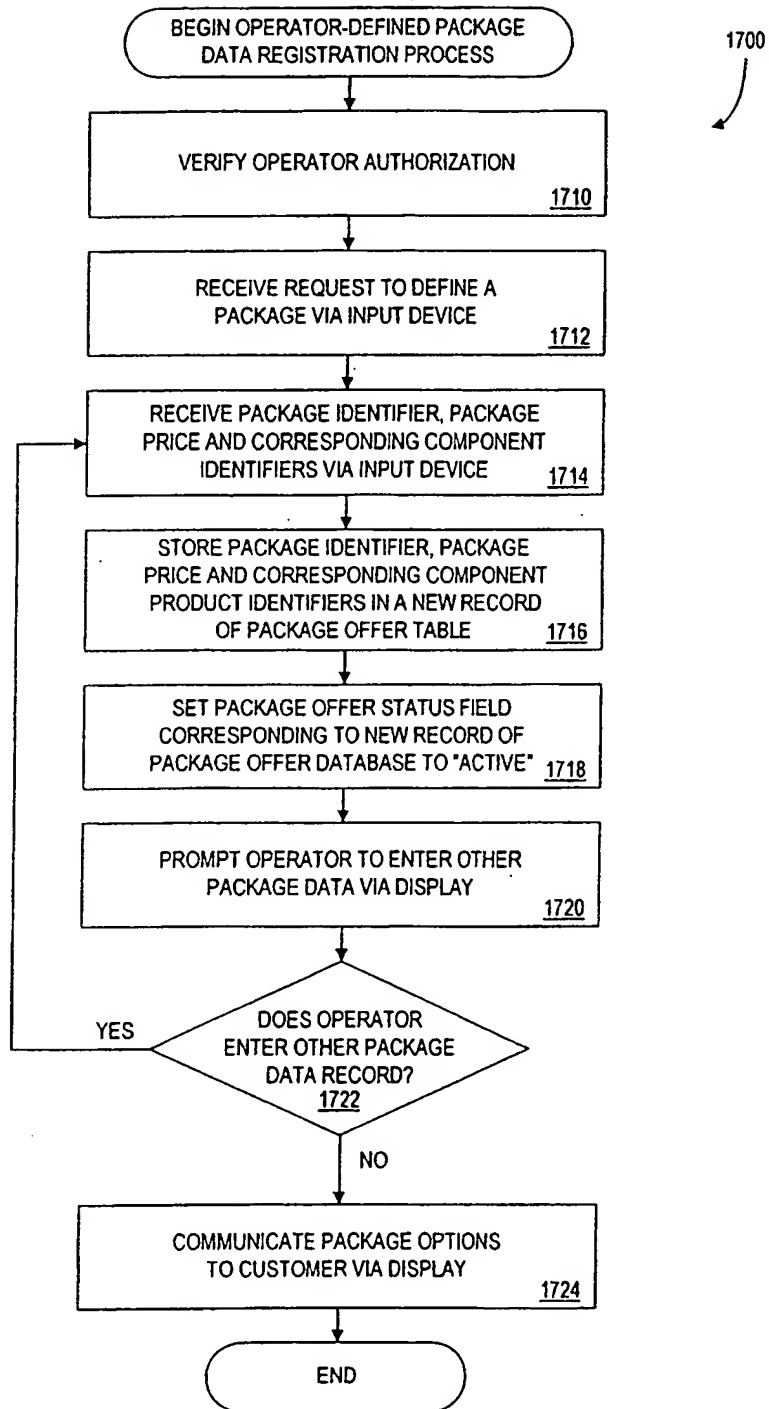 BEGIN OPERATOR-DEFINED PACKAGE
DATA REGISTRATION PROCESS
1700
VERIFY OPERATOR AUTHORIZATION
1710
RECEIVE REQUEST TO DEFINE A
PACKAGE VIA INPUT DEVICE
1712
RECEIVE PACKAGE IDENTIFIER, PACKAGE
PRICE AND CORRESPONDING COMPONENT
IDENTIFIERS VIA INPUT DEVICE
1714
STORE PACKAGE IDENTIFIER, PACKAGE
PRICE AND CORRESPONDING COMPONENT
PRODUCT IDENTIFIERS IN A NEW RECORD
OF PACKAGE OFFER TABLE
1716
SET PACKAGE OFFER STATUS FIELD
CORRESPONDING TO NEW RECORD OF
PACKAGE OFFER DATABASE TO "ACTIVE"
1718
PROMPT OPERATOR TO ENTER OTHER
PACKAGE DATA VIA DISPLAY
1720
YES
DOES OPERATOR
ENTER OTHER PACKAGE
DATA RECORD?
1722
NO
COMMUNICATE PACKAGE OPTIONS
TO CUSTOMER VIA DISPLAY
1724
END